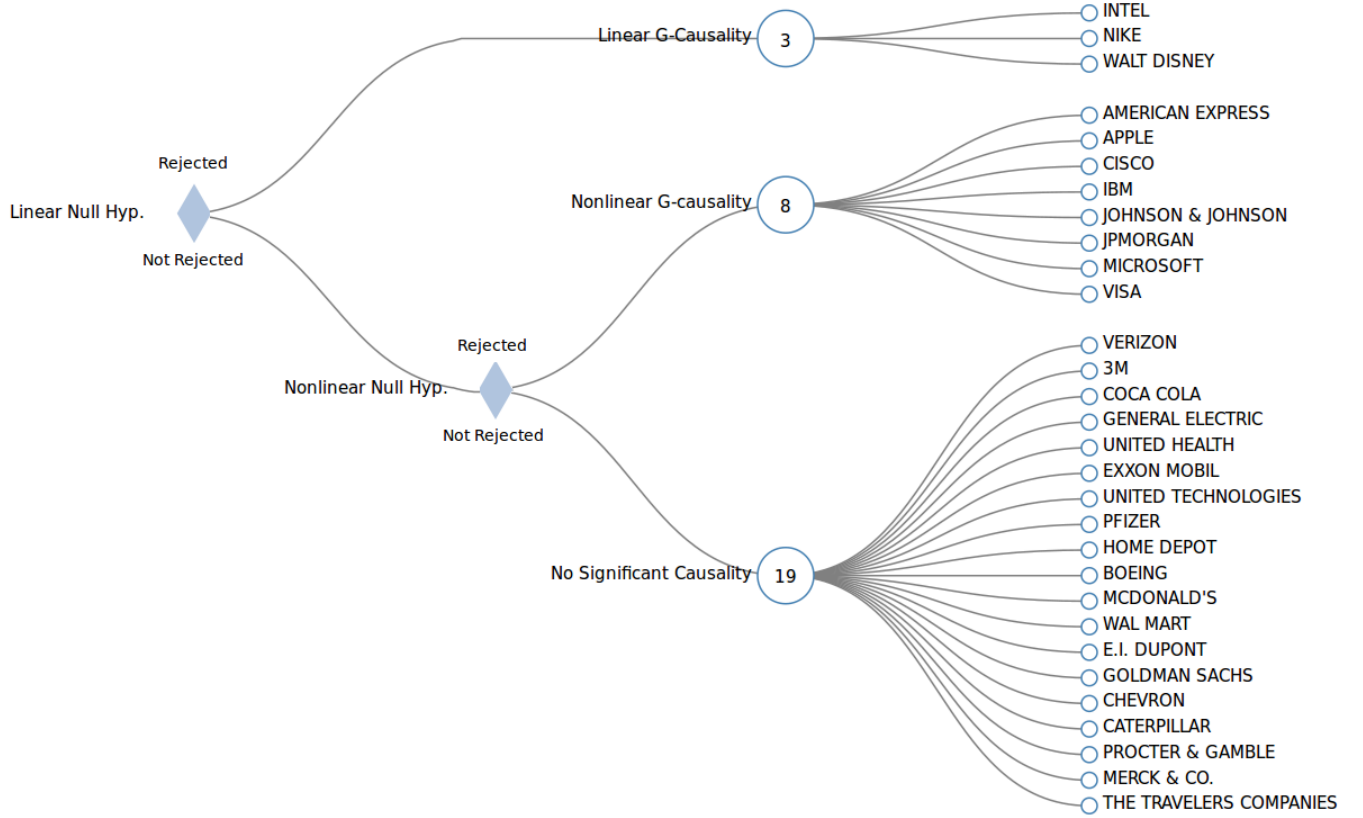 Linear G-Causality
3
INTEL
NIKE
WALT DISNEY
Rejected
Linear Null Hyp.
Not Rejected
Nonlinear G-causality
8
AMERICAN EXPRESS
APPLE
CISCO
IBM
JOHNSON & JOHNSON
JPMORGAN
MICROSOFT
VISA
Rejected
Nonlinear Null Hyp.
Not Rejected
No Significant Causality
19
VERIZON
3M
COCA COLA
GENERAL ELECTRIC
UNITED HEALTH
EXXON MOBIL
UNITED TECHNOLOGIES
PFIZER
HOME DEPOT
BOEING
MCDONALD'S
WAL MART
E.I. DUPONT
GOLDMAN SACHS
CHEVRON
CATERPILLAR
PROCTER & GAMBLE
MERCK & CO.
THE TRAVELERS COMPANIES